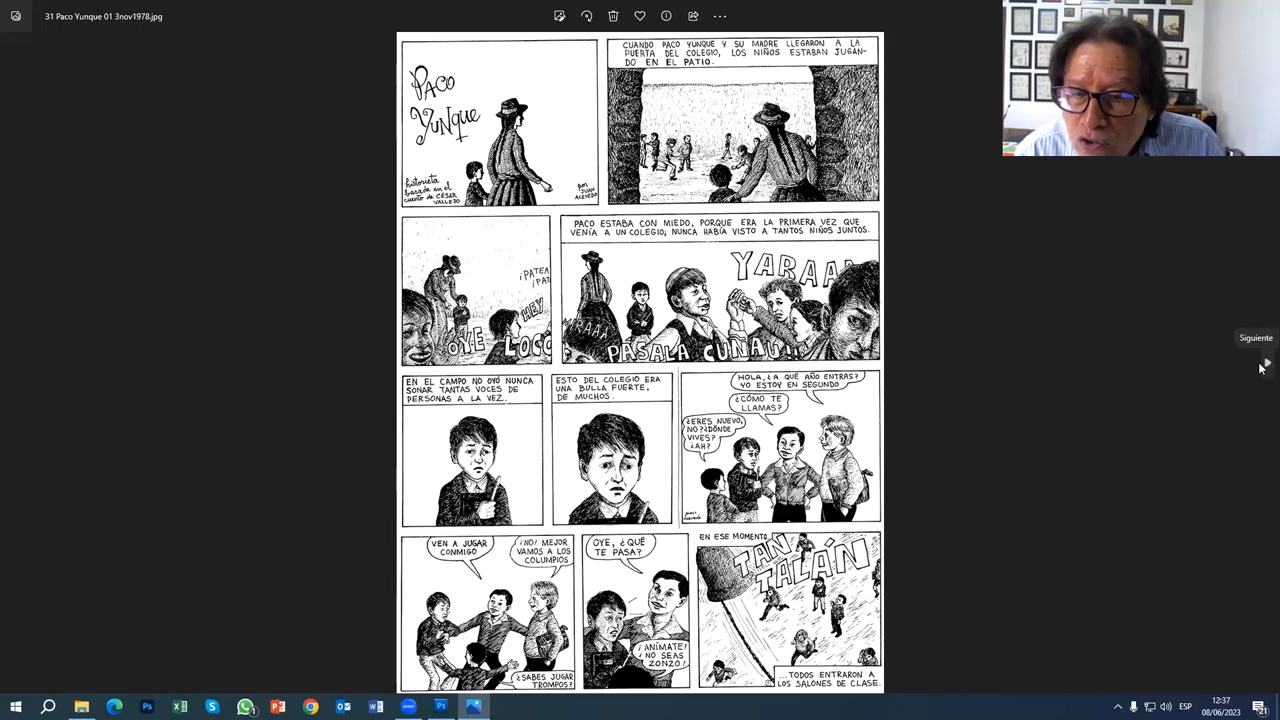 31 Paco Yunque 01 3nov1978.jpg
PACO
YUNque
historieta
basada en el
cuento de CÉSAR
VALLEJO
por
JUAN
ACEVEDO
CUANDO PACO YUNQUE Y SU MADRE LLEGARON A LA
PUERTA DEL COLEGIO, LOS NIÑOS ESTABAN JUGAN-
DO EN EL PATIO.
¡PATEA
¡PAT
HEY
OYE LOCO
PACO ESTABA CON MIEDO, PORQUE ERA LA PRIMERA VEZ QUE
VENÍA A UN COLEGIO; NUNCA HABÍA VISTO A TANTOS NIÑOS JUNTOS.
YARAAA
PÁSALA CUÑAU!!
EN EL CAMPO NO OYÓ NUNCA
SONAR TANTAS VOCES DE
PERSONAS A LA VEZ.
ESTO DEL COLEGIO ERA
UNA BULLA FUERTE,
DE MUCHOS.
HOLA, ¿A QUÉ AÑO ENTRAS?
YO ESTOY EN SEGUNDO
¿CÓMO TE
LLAMAS?
¿ERES NUEVO,
NO? ¿DÓNDE
VIVES?
¿AH?
JUAN
ACEVEDO
VEN A JUGAR
CONMIGO
¡NO! MEJOR
VAMOS A LOS
COLUMPIOS
¿SABES JUGAR
TROMPOS?
OYE, ¿QUÉ
TE PASA?
¡ANÍMATE!
¡NO SEAS
ZONZO!
EN ESE MOMENTO
TAN
TALÁN
...TODOS ENTRARON A
LOS SALONES DE CLASE.
Siguiente
12:37
ESP
08/06/2023
21